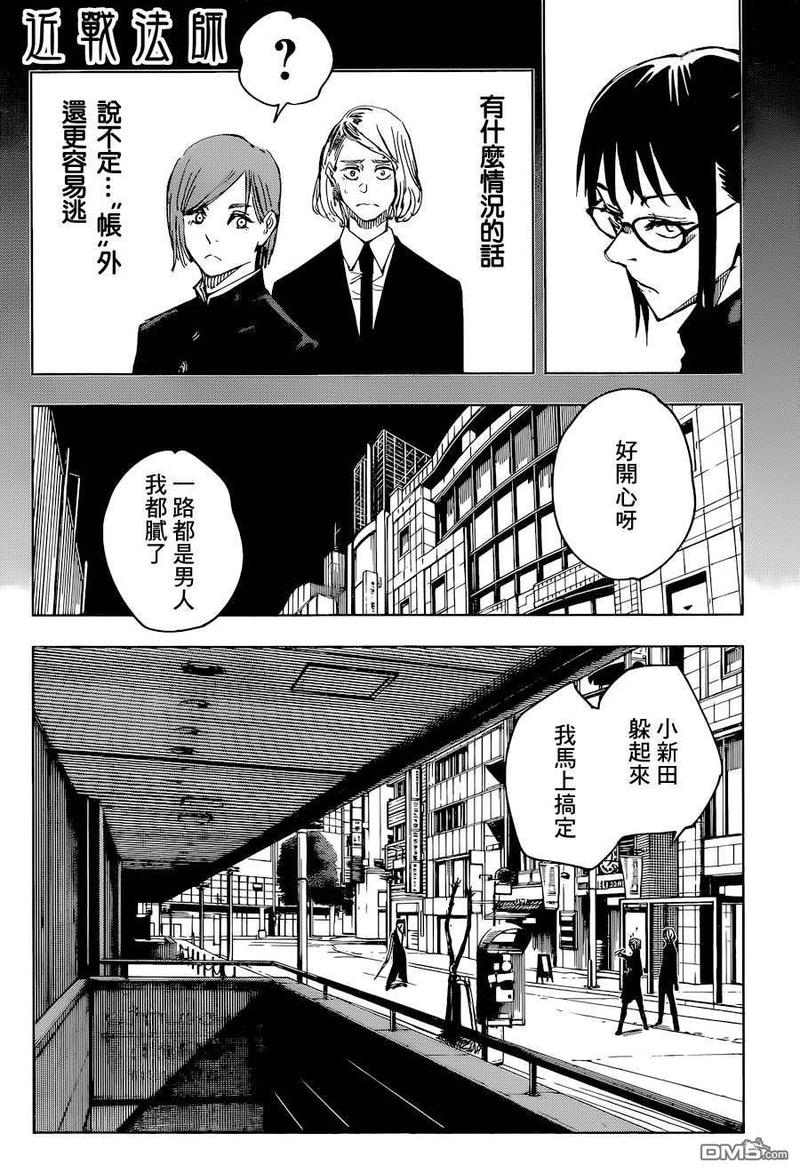 近戰法師
?
有什麼情況的話
說不定…"帳"外
還更容易逃
好開心呀
一路都是男人
我都膩了
小新田
躲起來
我馬上搞定
DM5.com